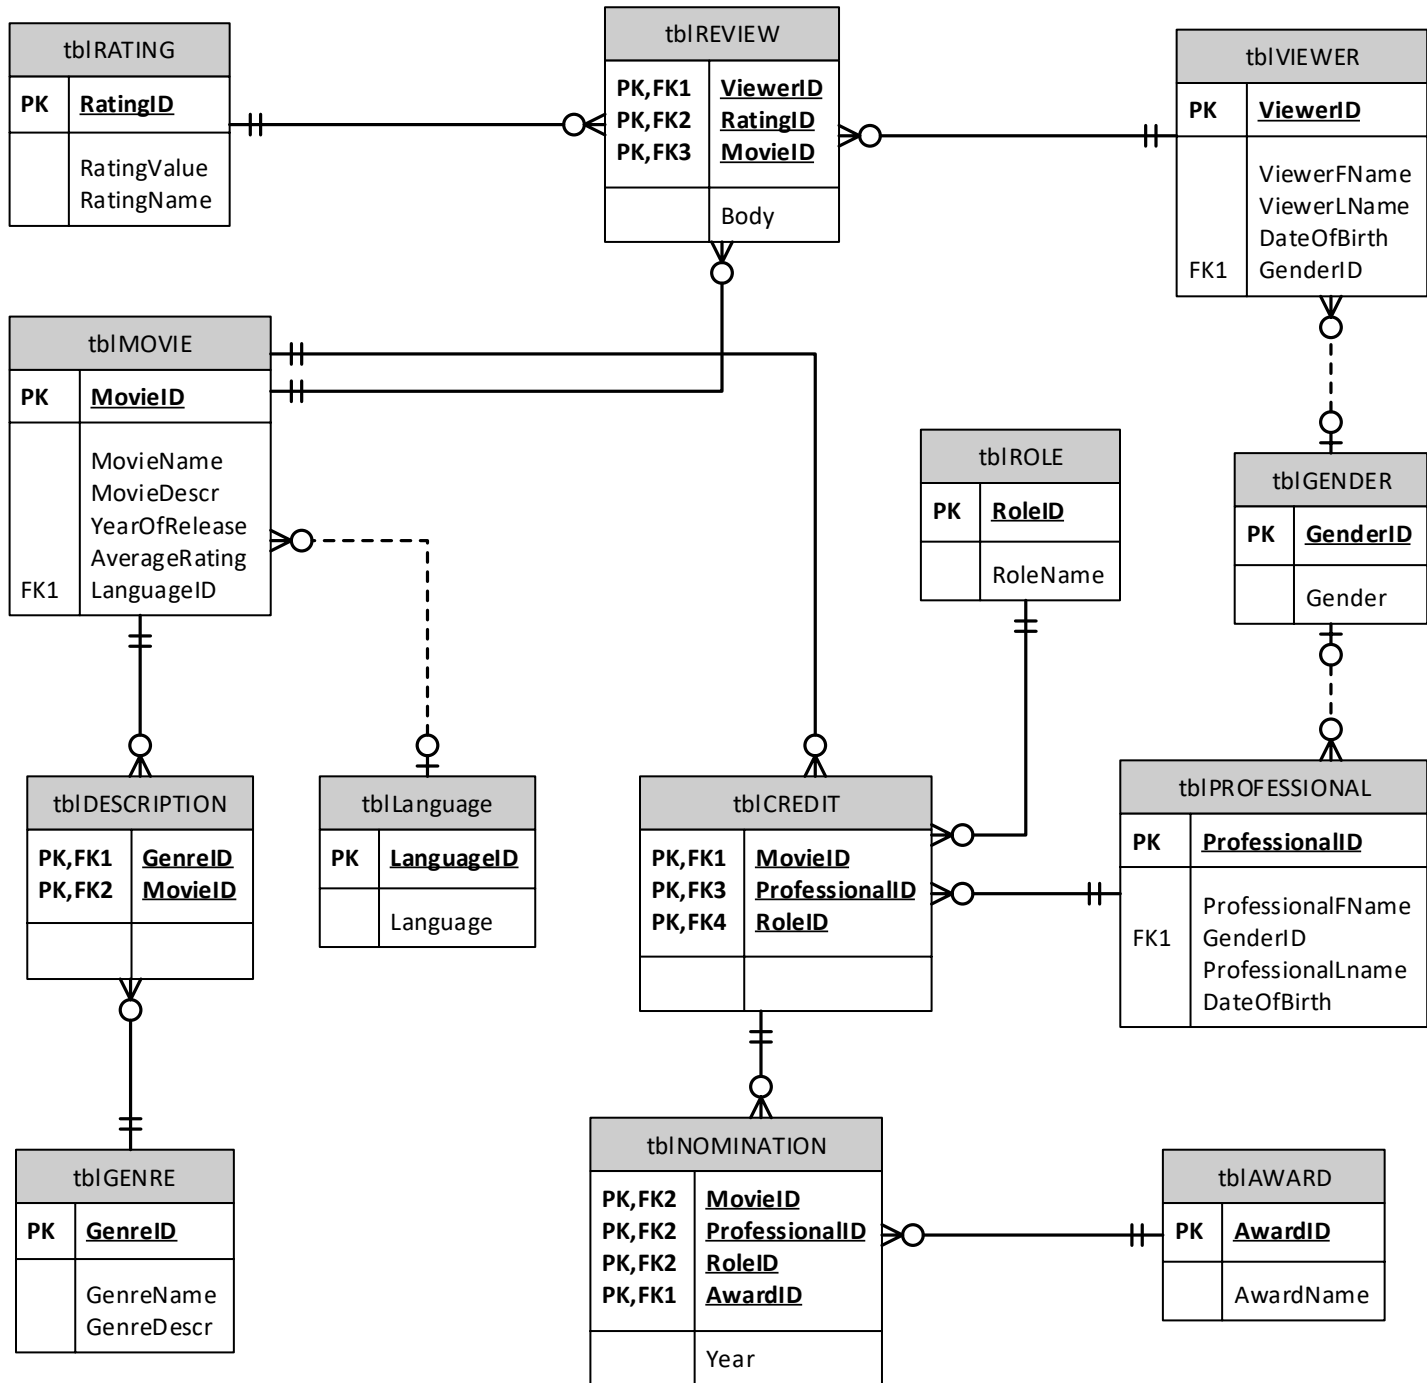 tblRATING
PK RatingID
RatingValue
RatingName
tblREVIEW
PK,FK1 ViewerID
PK,FK2 RatingID
PK,FK3 MovieID
Body
tblVIEWER
PK ViewerID
ViewerFName
ViewerLName
DateOfBirth
FK1 GenderID
tblMOVIE
PK MovieID
MovieName
MovieDescr
YearOfRelease
AverageRating
FK1 LanguageID
tblROLE
PK RoleID
RoleName
tblGENDER
PK GenderID
Gender
tblDESCRIPTION
PK,FK1 GenreID
PK,FK2 MovieID
tblLanguage
PK LanguageID
Language
tblCREDIT
PK,FK1 MovieID
PK,FK3 ProfessionalID
PK,FK4 RoleID
tblPROFESSIONAL
PK ProfessionalID
ProfessionalFName
FK1 GenderID
ProfessionalLname
DateOfBirth
tblGENRE
PK GenreID
GenreName
GenreDescr
tblNOMINATION
PK,FK2 MovieID
PK,FK2 ProfessionalID
PK,FK2 RoleID
PK,FK1 AwardID
Year
tblAWARD
PK AwardID
AwardName